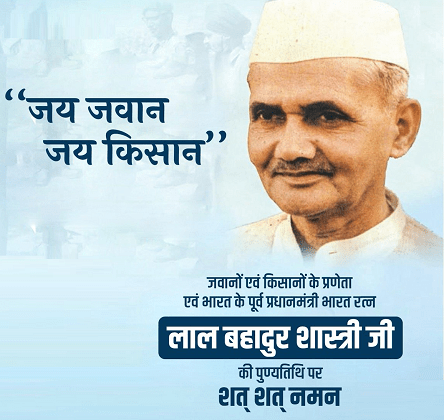 “जय जवान
जय किसान”
जवानों एवं किसानों के प्रणेता
एवं भारत के पूर्व प्रधानमंत्री भारत रत्न
लाल बहादुर शास्त्री जी
की पुण्यतिथि पर
शत् शत् नमन